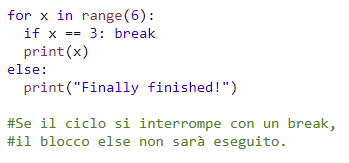 for x in range(6):
  if x == 3: break
  print(x)
else:
  print("Finally finished!")

#Se il ciclo si interrompe con un break,
#il blocco else non sarà eseguito.